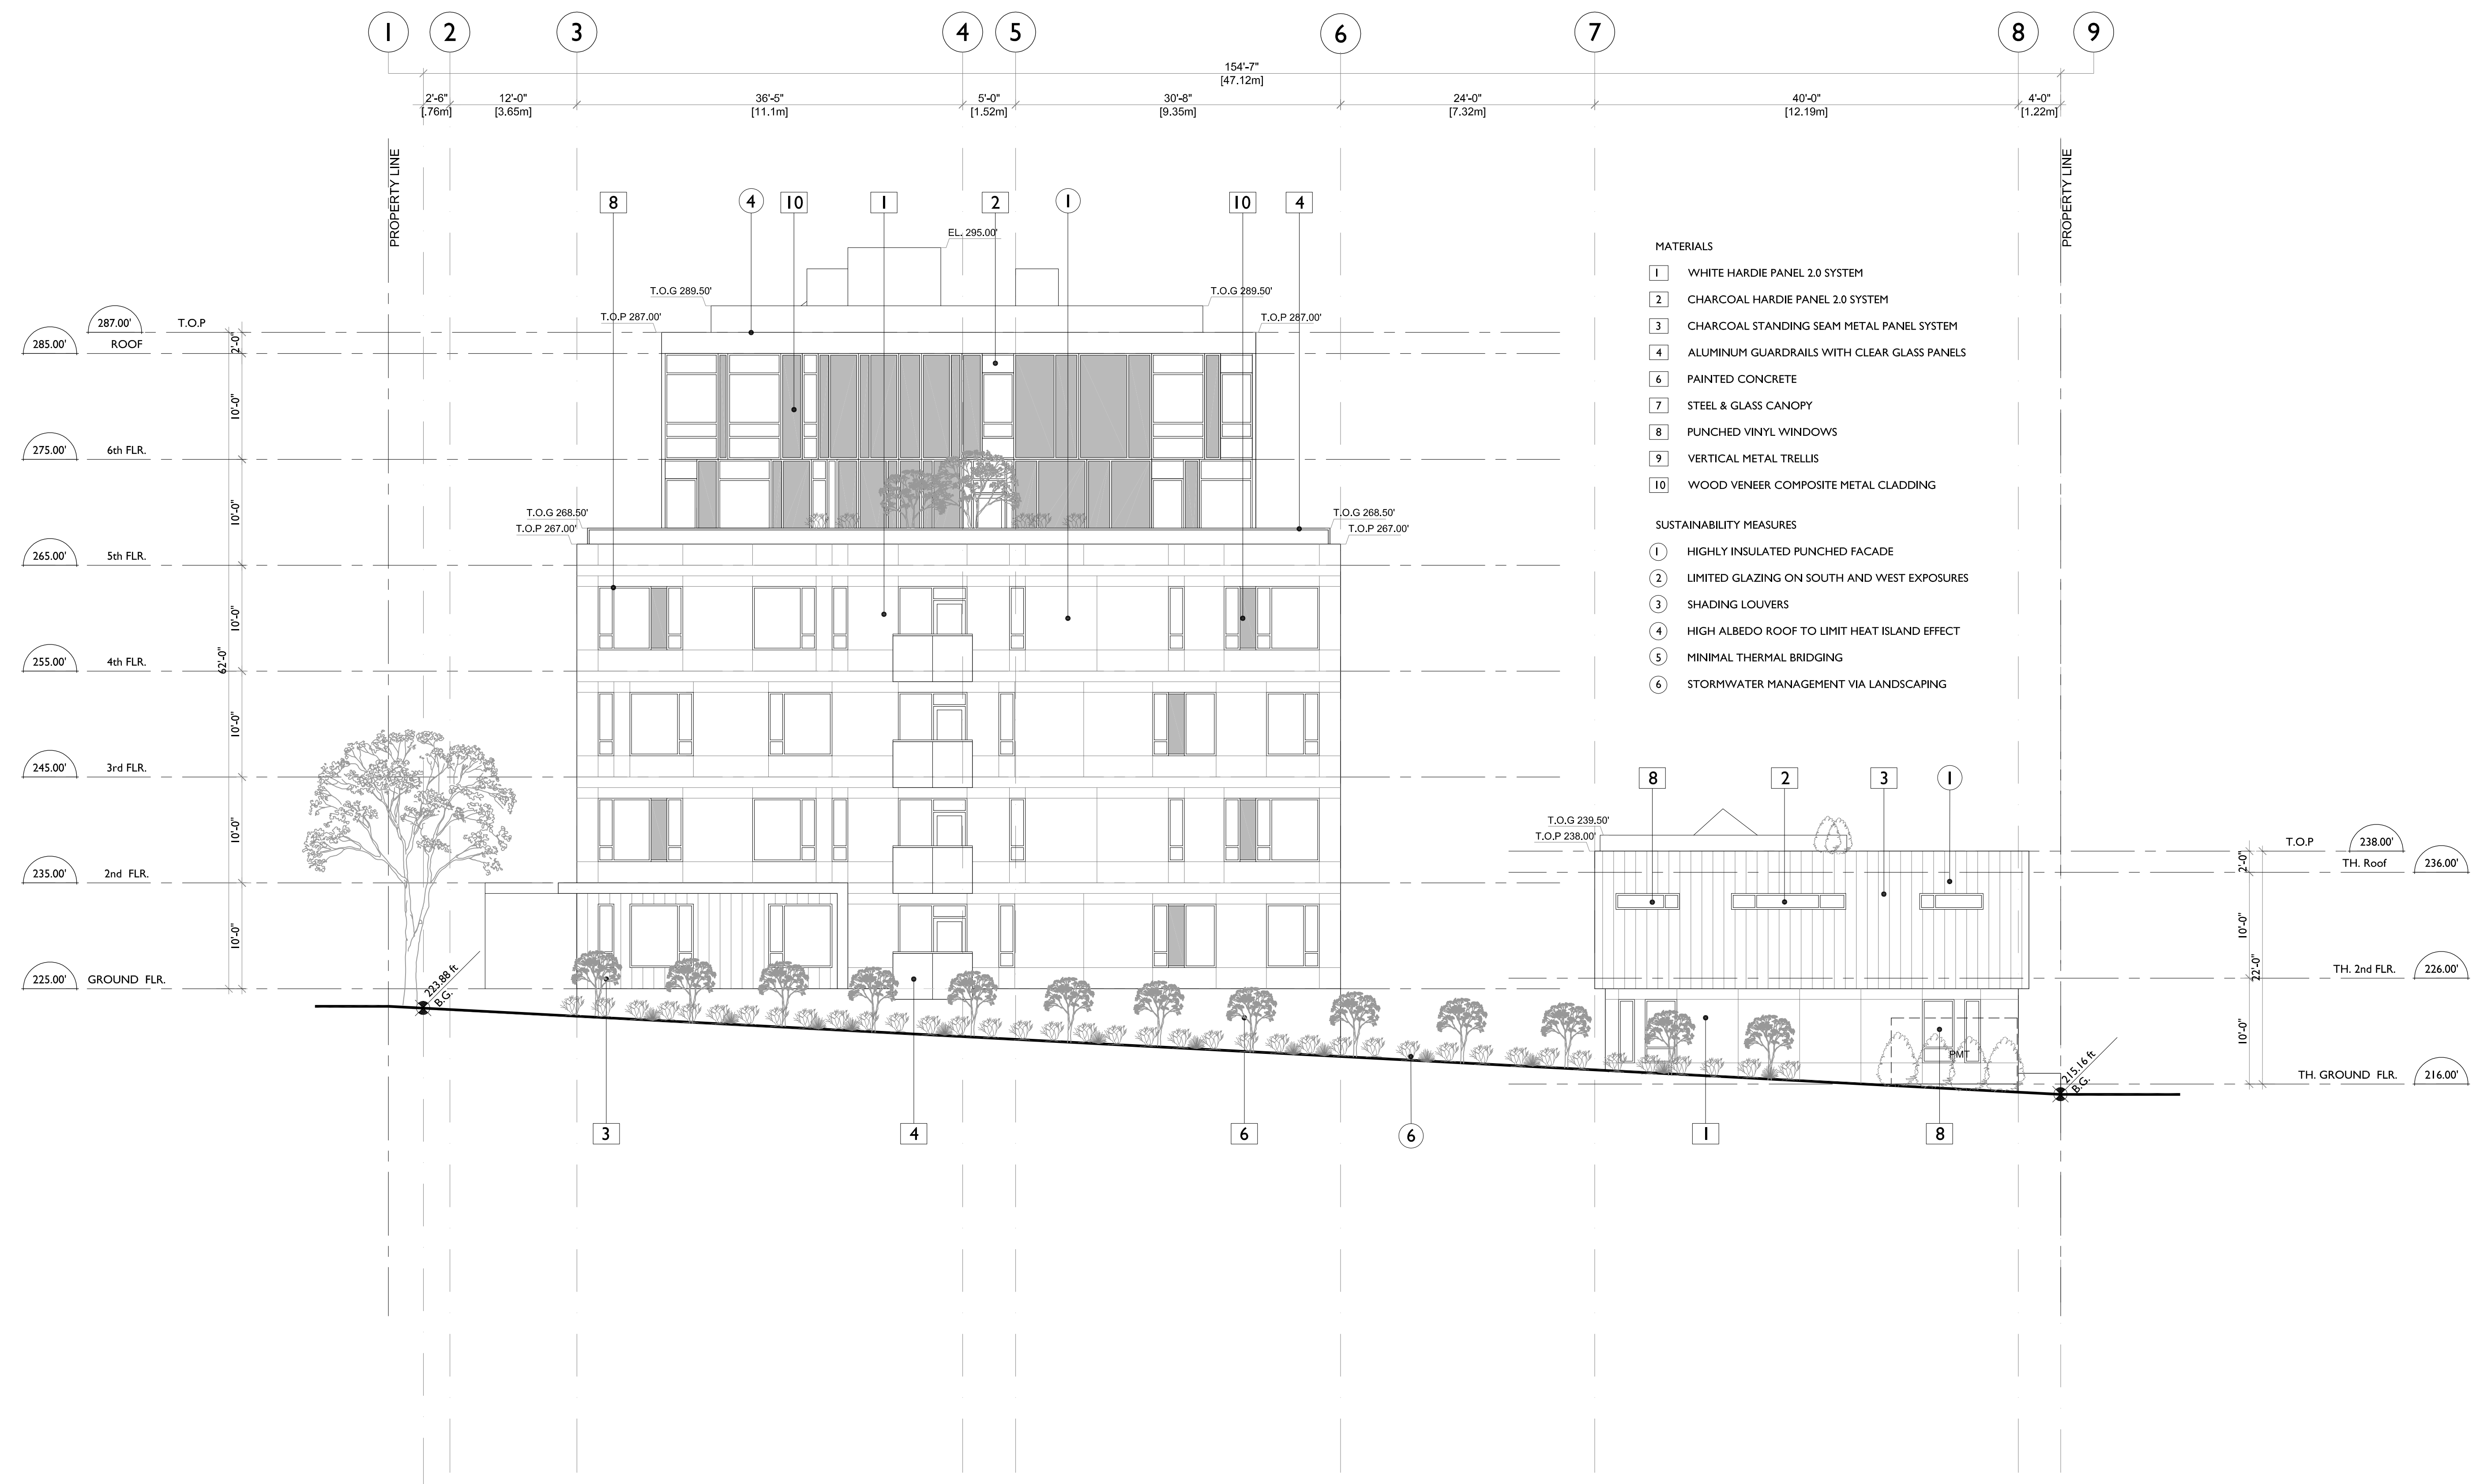 1 2 3 4 5 6 7 8 9
154'-7"
[47.12m]
2'-6" 12'-0" 36'-5" 5'-0" 30'-8" 24'-0" 40'-0" 4'-0"
[.76m] [3.65m] [11.1m] [1.52m] [9.35m] [7.32m] [12.19m] [1.22m]
PROPERTY LINE
PROPERTY LINE
8 4 10 1 2 1 10 4
EL. 295.00'
T.O.G 289.50'
T.O.G 289.50'
T.O.P 287.00'
T.O.P 287.00'
287.00' T.O.P
285.00' ROOF
2'-0"
10'-0"
275.00' 6th FLR.
10'-0"
T.O.G 268.50'
T.O.P 267.00'
T.O.G 268.50'
T.O.P 267.00'
265.00' 5th FLR.
10'-0"
62'-0"
255.00' 4th FLR.
10'-0"
245.00' 3rd FLR.
10'-0"
235.00' 2nd FLR.
10'-0"
225.00' GROUND FLR.
223.88 ft
B.G.
MATERIALS
1 WHITE HARDIE PANEL 2.0 SYSTEM
2 CHARCOAL HARDIE PANEL 2.0 SYSTEM
3 CHARCOAL STANDING SEAM METAL PANEL SYSTEM
4 ALUMINUM GUARDRAILS WITH CLEAR GLASS PANELS
6 PAINTED CONCRETE
7 STEEL & GLASS CANOPY
8 PUNCHED VINYL WINDOWS
9 VERTICAL METAL TRELLIS
10 WOOD VENEER COMPOSITE METAL CLADDING
SUSTAINABILITY MEASURES
1 HIGHLY INSULATED PUNCHED FACADE
2 LIMITED GLAZING ON SOUTH AND WEST EXPOSURES
3 SHADING LOUVERS
4 HIGH ALBEDO ROOF TO LIMIT HEAT ISLAND EFFECT
5 MINIMAL THERMAL BRIDGING
6 STORMWATER MANAGEMENT VIA LANDSCAPING
8 2 3 1
T.O.G 239.50'
T.O.P 238.00'
T.O.P 238.00'
TH. Roof 236.00'
2'-0"
10'-0"
22'-0"
TH. 2nd FLR. 226.00'
10'-0"
TH. GROUND FLR. 216.00'
PMT
215.16 ft
B.G.
3 4 6 6 1 8